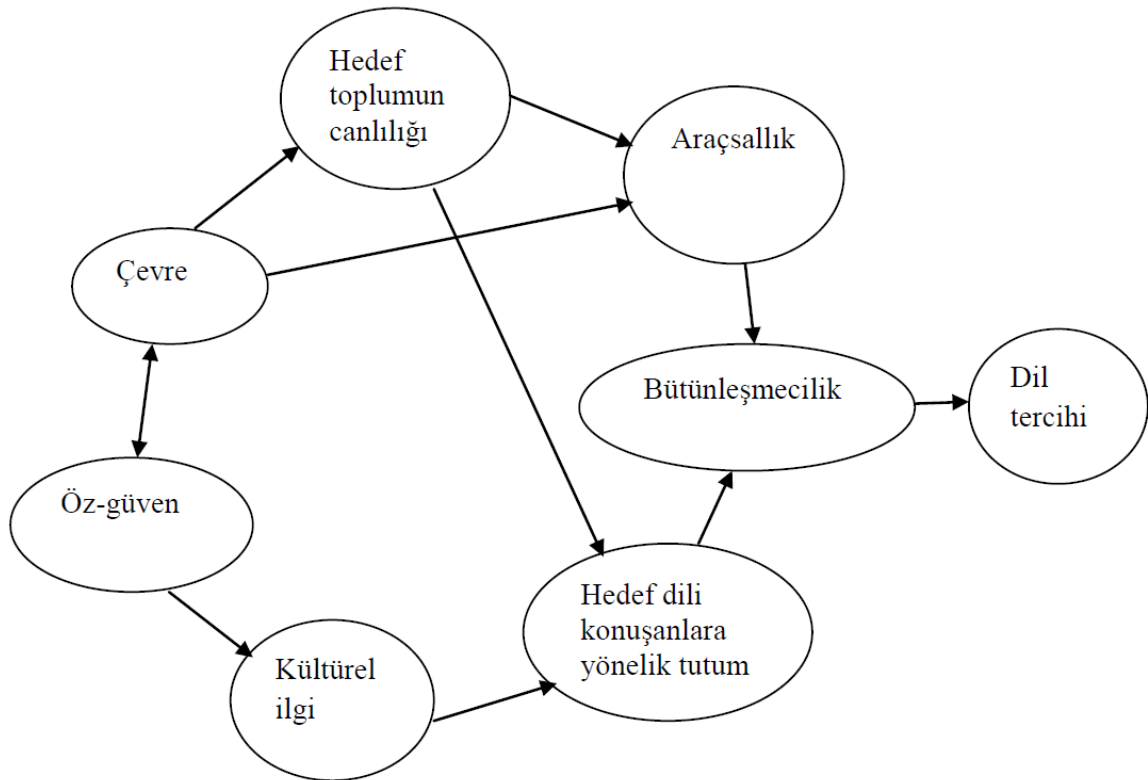 Hedef
toplumun
canlılığı
Araçsallık
Çevre
Bütünleşmecilik
Dil
tercihi
Öz-güven
Hedef dili
konuşanlara
yönelik tutum
Kültürel
ilgi